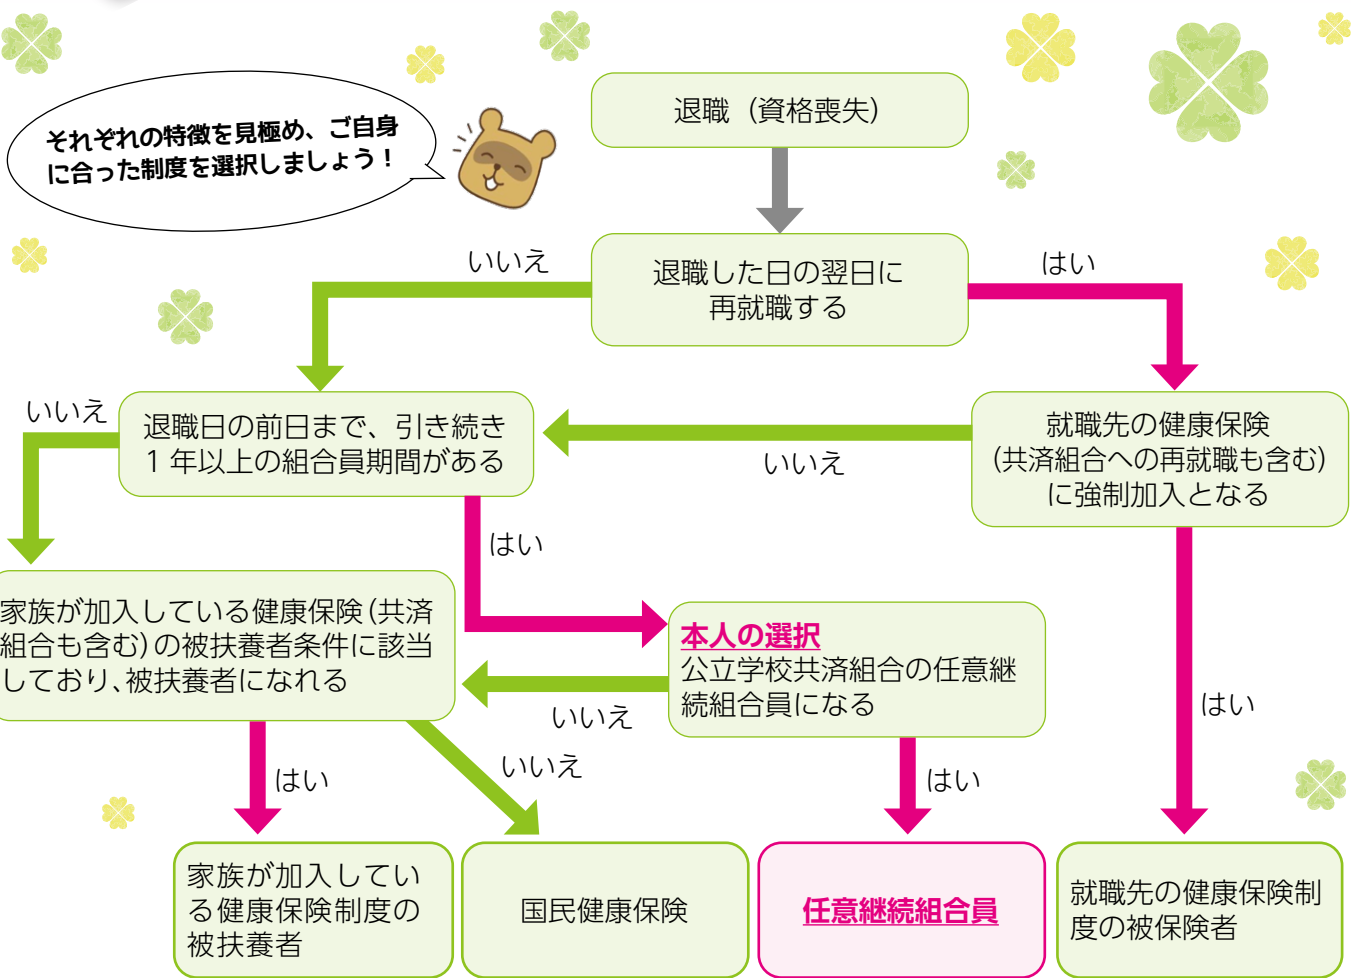 それぞれの特徴を見極め、ご自身
に合った制度を選択しましょう！
退職（資格喪失）
いいえ
退職した日の翌日に
再就職する
はい
いいえ
退職日の前日まで、引き続き
1 年以上の組合員期間がある
いいえ
就職先の健康保険
（共済組合への再就職も含む）
に強制加入となる
はい
家族が加入している健康保険（共済
組合も含む）の被扶養者条件に該当
しており、被扶養者になれる
本人の選択
公立学校共済組合の任意継
続組合員になる
いいえ
はい
はい
いいえ
はい
家族が加入してい
る健康保険制度の
被扶養者
国民健康保険
任意継続組合員
就職先の健康保険制
度の被保険者